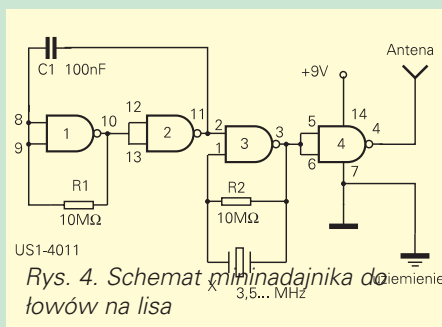 Antena
C1 100nF
+9V
8
9
1
10
12
13
2
11
2
1
3
3
5
6
14
4
4
7
R1
10MΩ
R2
10MΩ
US1-4011
X 3,5... MHz
uziemienie
Rys. 4. Schemat mininadajnika do
łowów na lisa